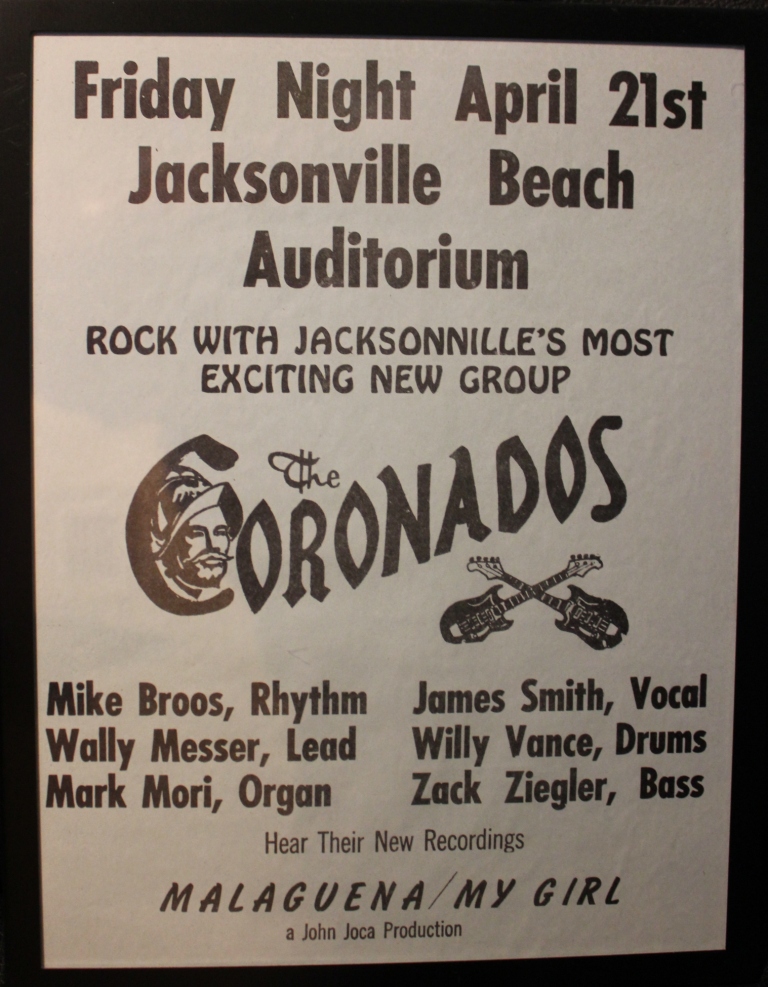 Friday Night April 21st
Jacksonville Beach
Auditorium
ROCK WITH JACKSONNILLE'S MOST
EXCITING NEW GROUP
The
CORONADOS
Mike Broos, Rhythm
Wally Messer, Lead
Mark Mori, Organ
James Smith, Vocal
Willy Vance, Drums
Zack Ziegler, Bass
Hear Their New Recordings
MALAGUENA/MY GIRL
a John Joca Production